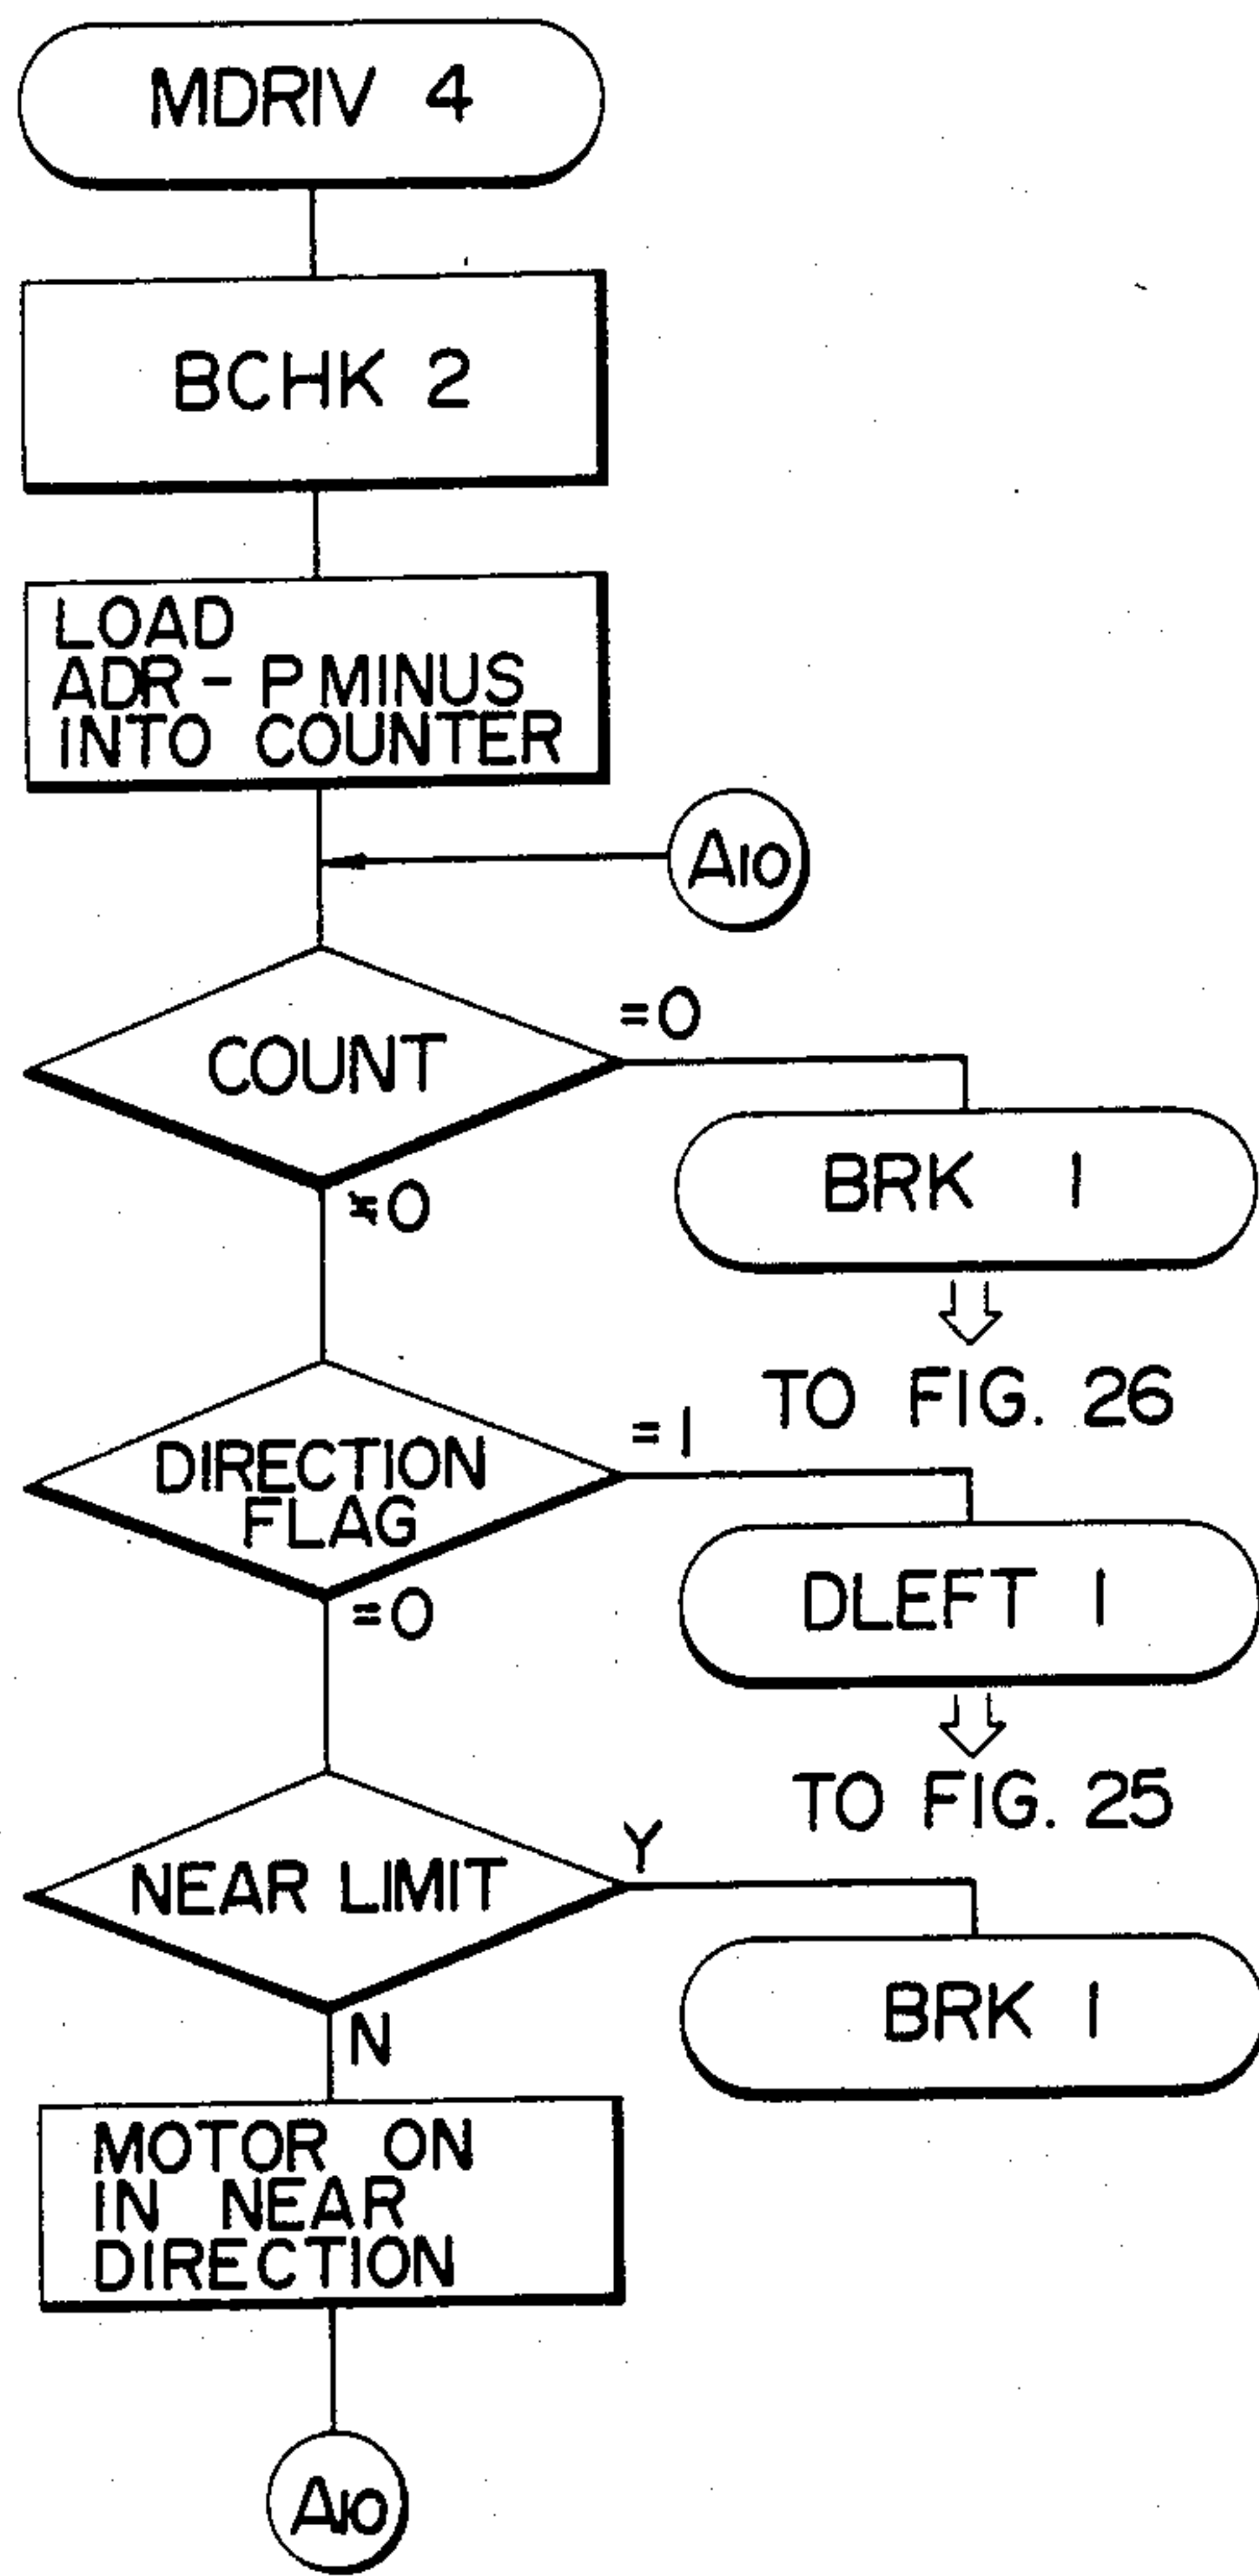 MDRIV 4
BCHK 2
LOAD
ADR - P MINUS
INTO COUNTER
A10
COUNT
=0
≠0
BRK 1
TO FIG. 26
DIRECTION
FLAG
=1
=0
DLEFT 1
TO FIG. 25
NEAR LIMIT
Y
N
BRK 1
MOTOR ON
IN NEAR
DIRECTION
A10